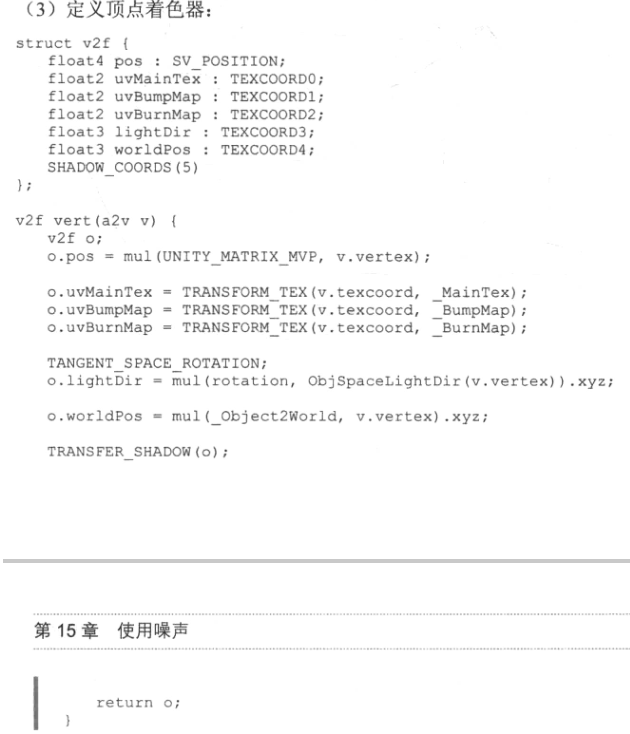 （3）定义顶点着色器：
struct v2f {
    float4 pos : SV_POSITION;
    float2 uvMainTex : TEXCOORD0;
    float2 uvBumpMap : TEXCOORD1;
    float2 uvBurnMap : TEXCOORD2;
    float3 lightDir : TEXCOORD3;
    float3 worldPos : TEXCOORD4;
    SHADOW_COORDS(5)
};
v2f vert(a2v v) {
    v2f o;
    o.pos = mul(UNITY_MATRIX_MVP, v.vertex);
    o.uvMainTex = TRANSFORM_TEX(v.texcoord, _MainTex);
    o.uvBumpMap = TRANSFORM_TEX(v.texcoord, _BumpMap);
    o.uvBurnMap = TRANSFORM_TEX(v.texcoord, _BurnMap);
    TANGENT_SPACE_ROTATION;
    o.lightDir = mul(rotation, ObjSpaceLightDir(v.vertex)).xyz;
    o.worldPos = mul(_Object2World, v.vertex).xyz;
    TRANSFER_SHADOW(o);
第 15 章 使用噪声
    return o;
}